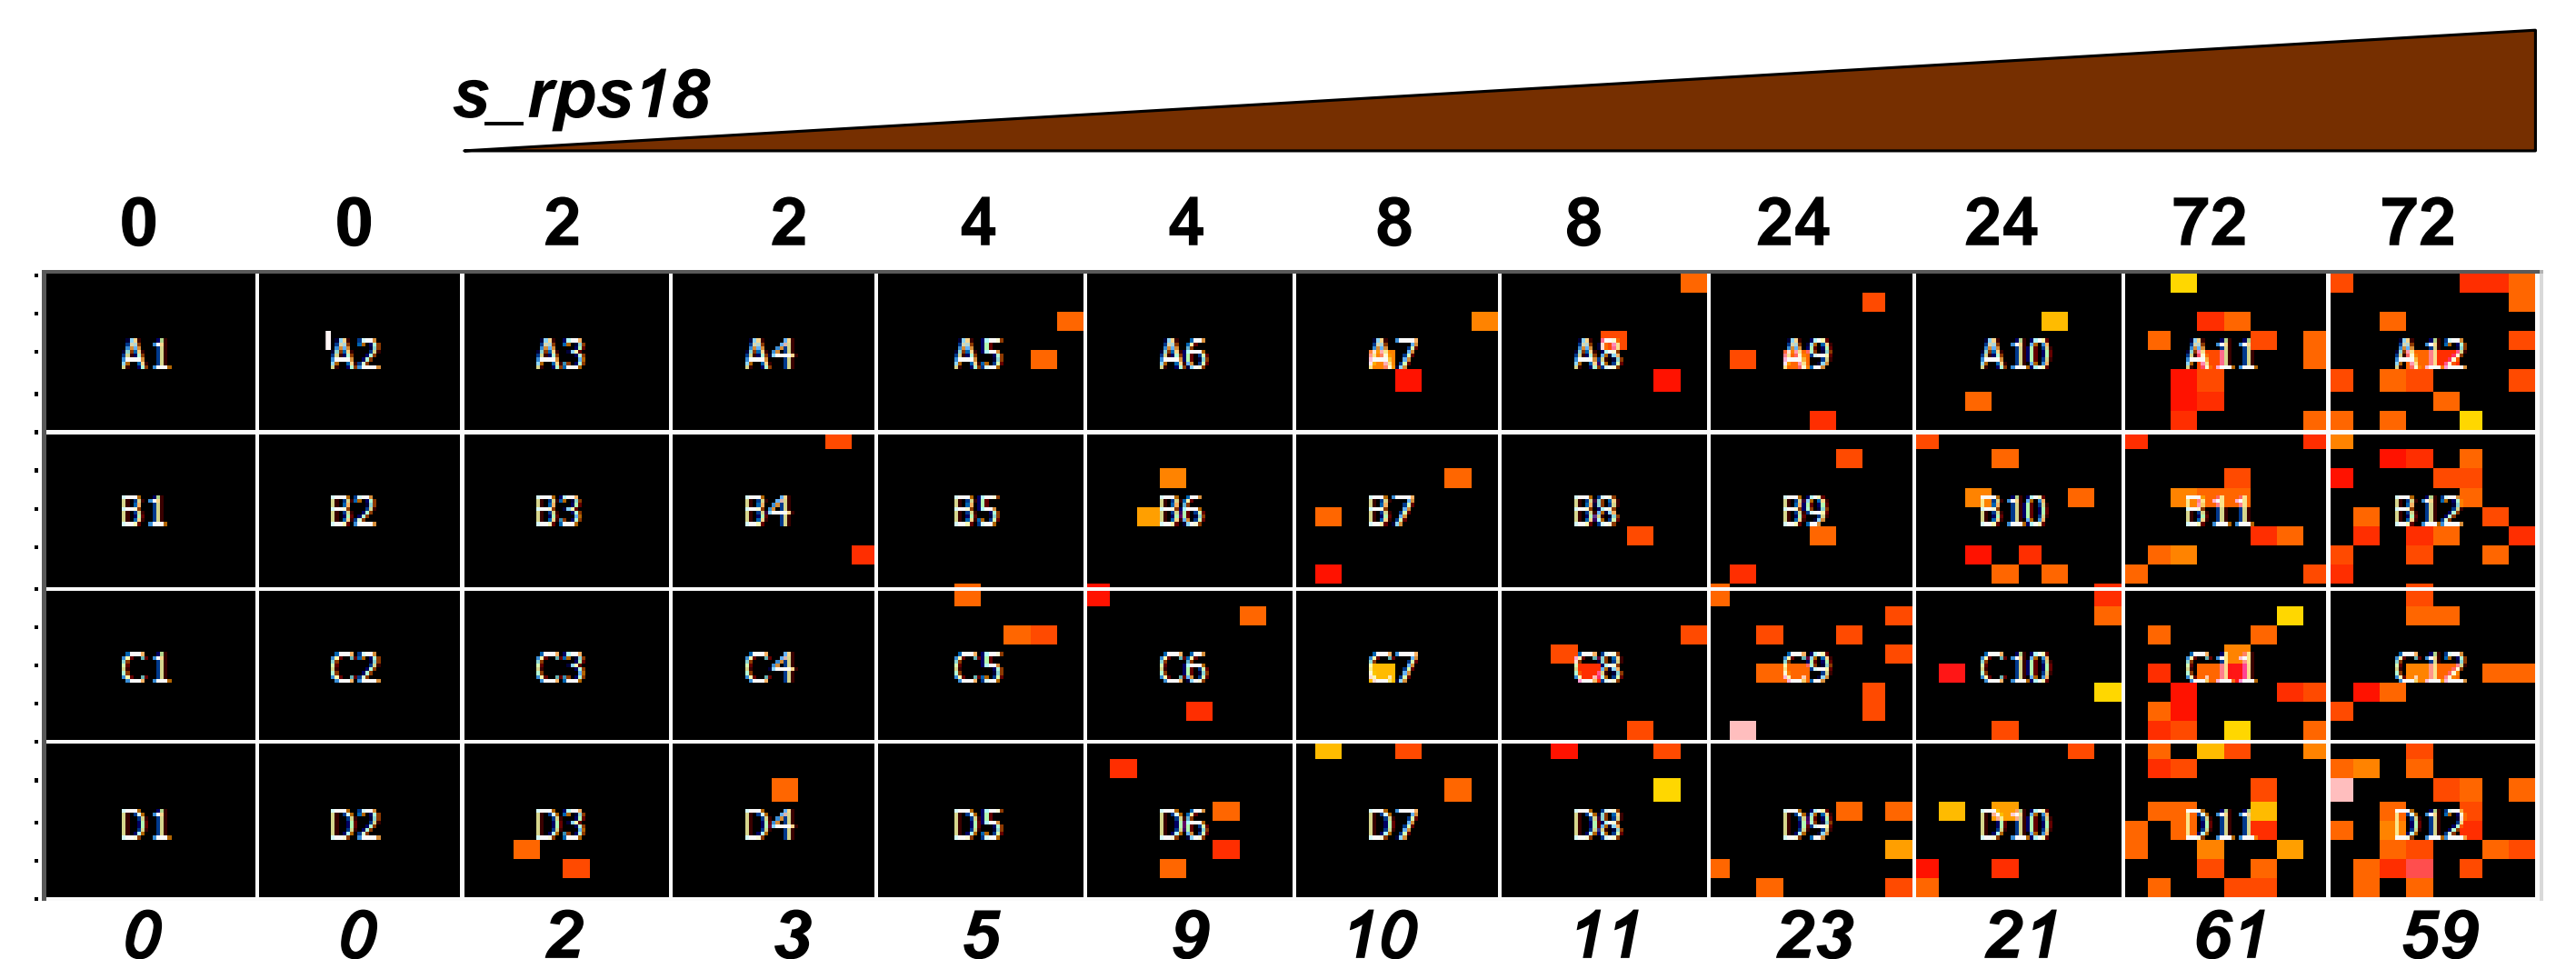 s_rps18
0 0 2 2 4 4 8 8 24 24 72 72
A1 A2 A3 A4 A5 A6 A7 A8 A9 A10 A11 A12
B1 B2 B3 B4 B5 B6 B7 B8 B9 B10 B11 B12
C1 C2 C3 C4 C5 C6 C7 C8 C9 C10 C11 C12
D1 D2 D3 D4 D5 D6 D7 D8 D9 D10 D11 D12
0 0 2 3 5 9 10 11 23 21 61 59